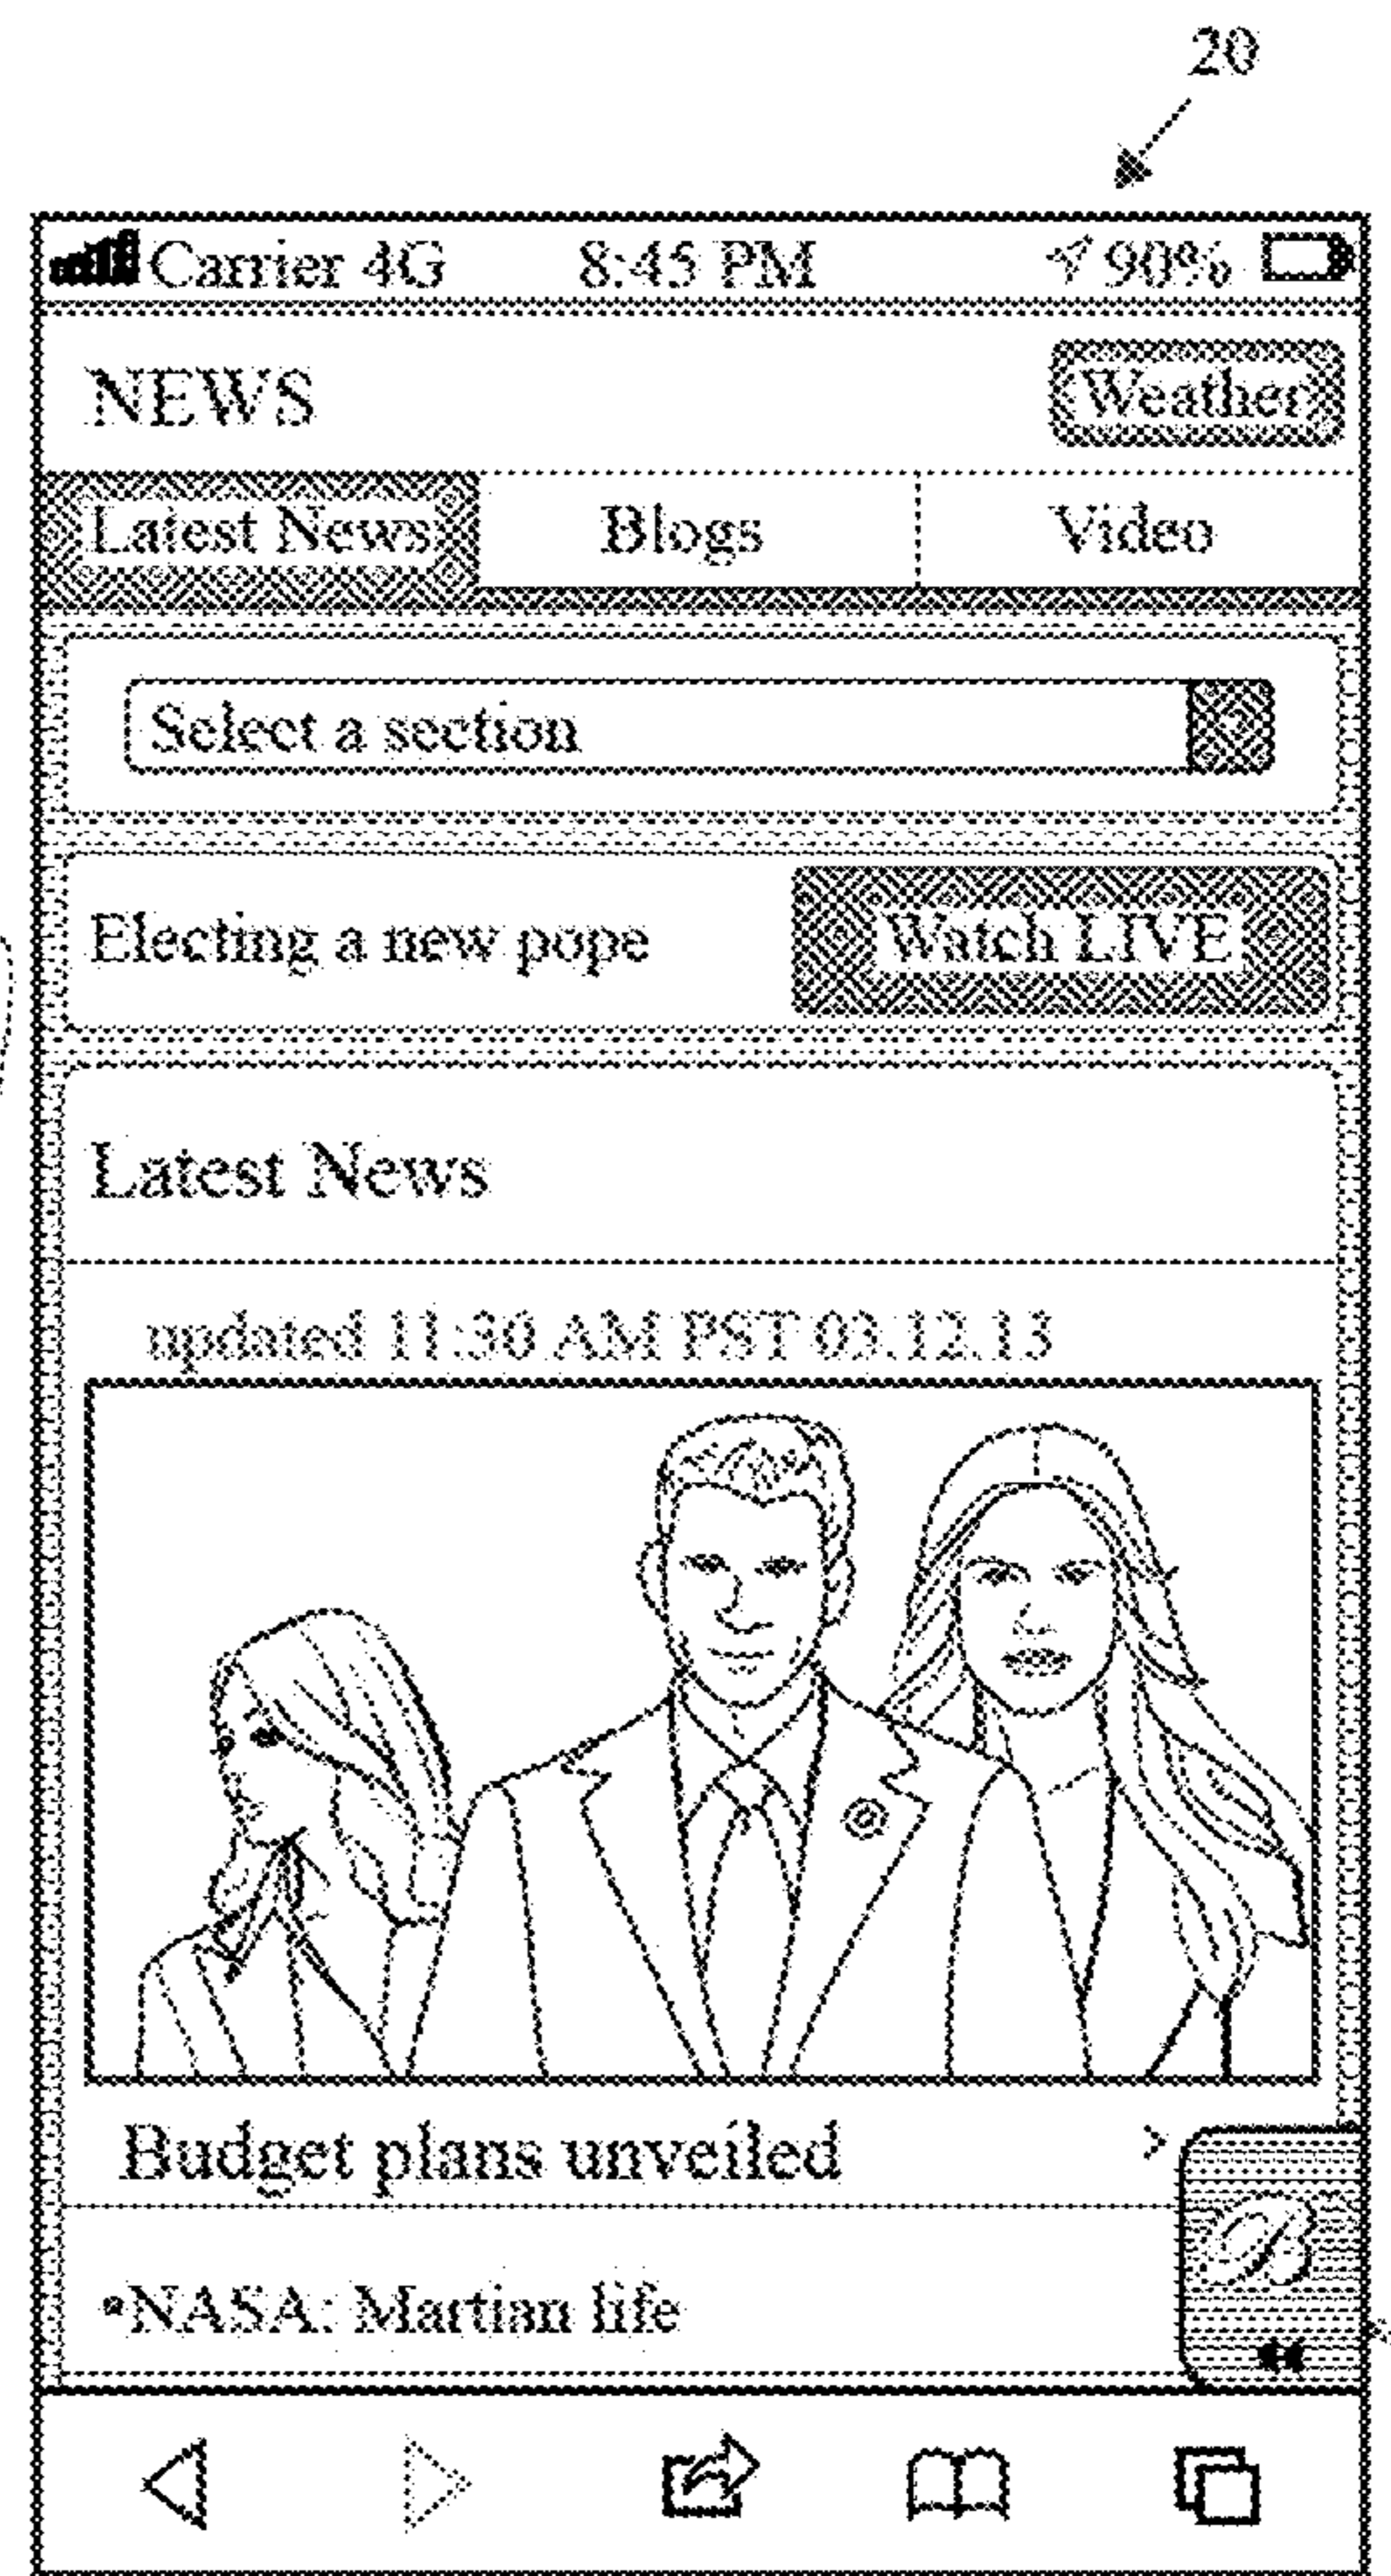 20
Carrier 4G 8:45 PM 90%
NEWS Weather
Latest News Blogs Video
Select a section
Electing a new pope Watch LIVE
Latest News
updated 11:30 AM PST 03.12.13
Budget plans unveiled >
B
•NASA: Martian life